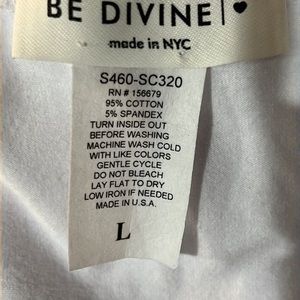 BE DIVINE | ♥
made in NYC
S460-SC320
RN # 156679
95% COTTON
5% SPANDEX
TURN INSIDE OUT
BEFORE WASHING
MACHINE WASH COLD
WITH LIKE COLORS
GENTLE CYCLE
DO NOT BLEACH
LAY FLAT TO DRY
LOW IRON IF NEEDED
MADE IN U.S.A.
L